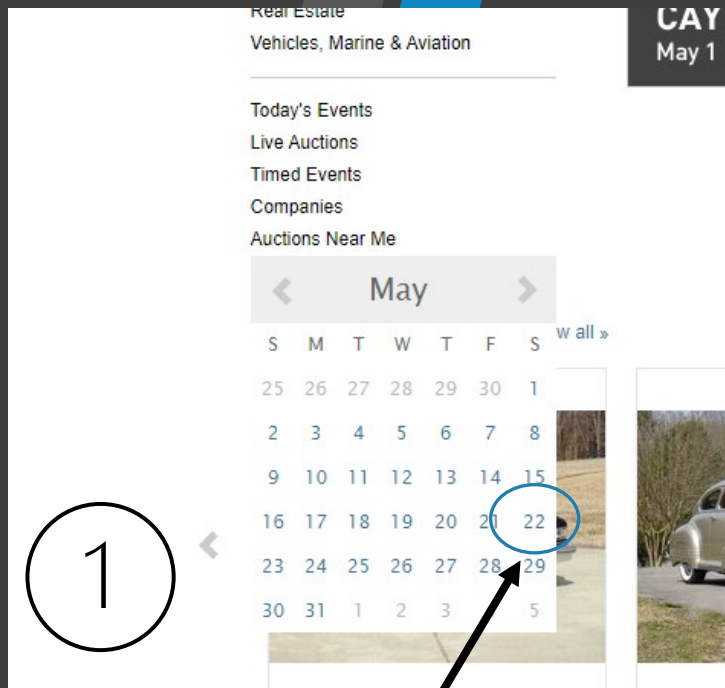 Real Estate
Vehicles, Marine & Aviation
Today's Events
Live Auctions
Timed Events
Companies
Auctions Near Me
May
S M T W T F S
25 26 27 28 29 30 1
2 3 4 5 6 7 8
9 10 11 12 13 14 15
16 17 18 19 20 21 22
23 24 25 26 27 28 29
30 31 1 2 3 5
CAY
May 1
w all »
1